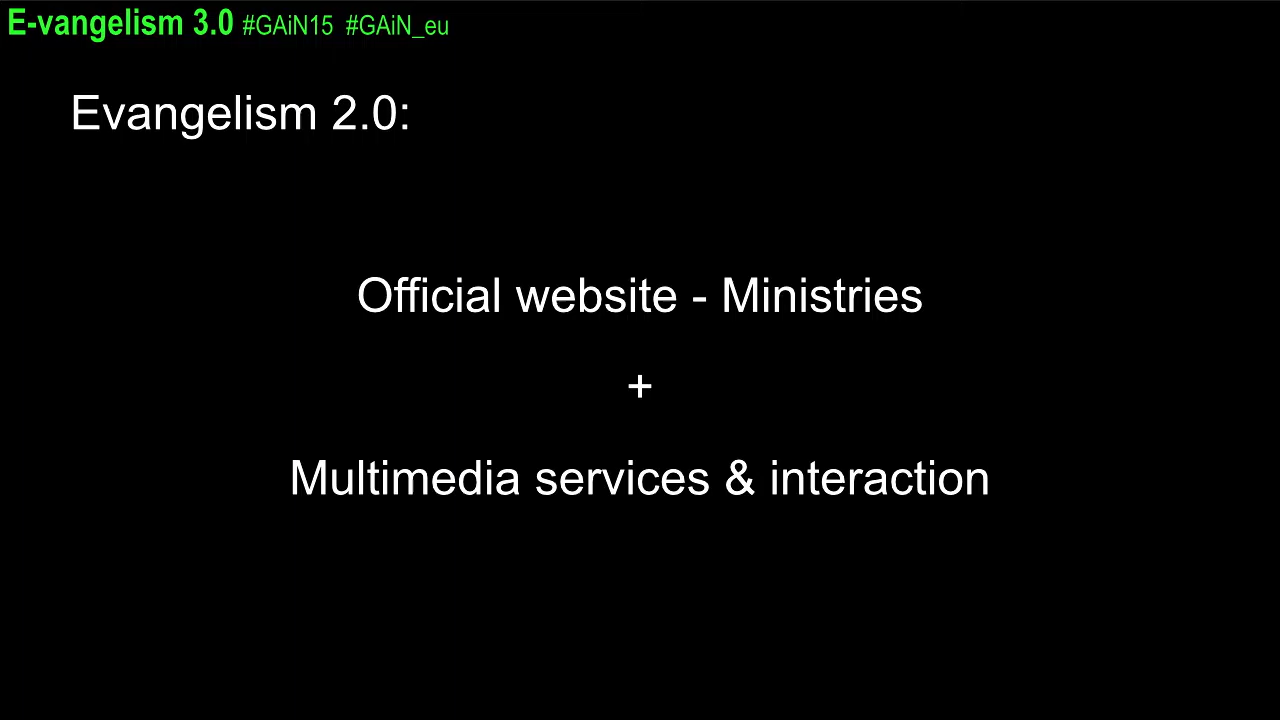 E-vangelism 3.0 #GAiN15 #GAiN_eu
Evangelism 2.0:
Official website - Ministries
+
Multimedia services & interaction